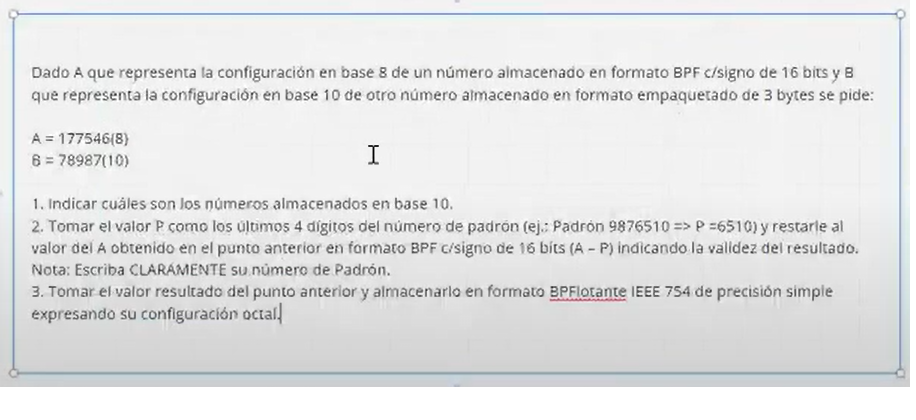 Dado A que representa la configuración en base 8 de un número almacenado en formato BPF c/signo de 16 bits y B
que representa la configuración en base 10 de otro número almacenado en formato empaquetado de 3 bytes se pide:
A = 177546(8)
B = 78987(10)
1. Indicar cuáles son los números almacenados en base 10.
2. Tomar el valor P como los últimos 4 dígitos del número de padrón (ej.: Padrón 9876510 => P =6510) y restarle al
valor del A obtenido en el punto anterior en formato BPF c/signo de 16 bits (A – P) indicando la validez del resultado.
Nota: Escriba CLARAMENTE su número de Padrón.
3. Tomar el valor resultado del punto anterior y almacenarlo en formato BPFlotante IEEE 754 de precisión simple
expresando su configuración octal.